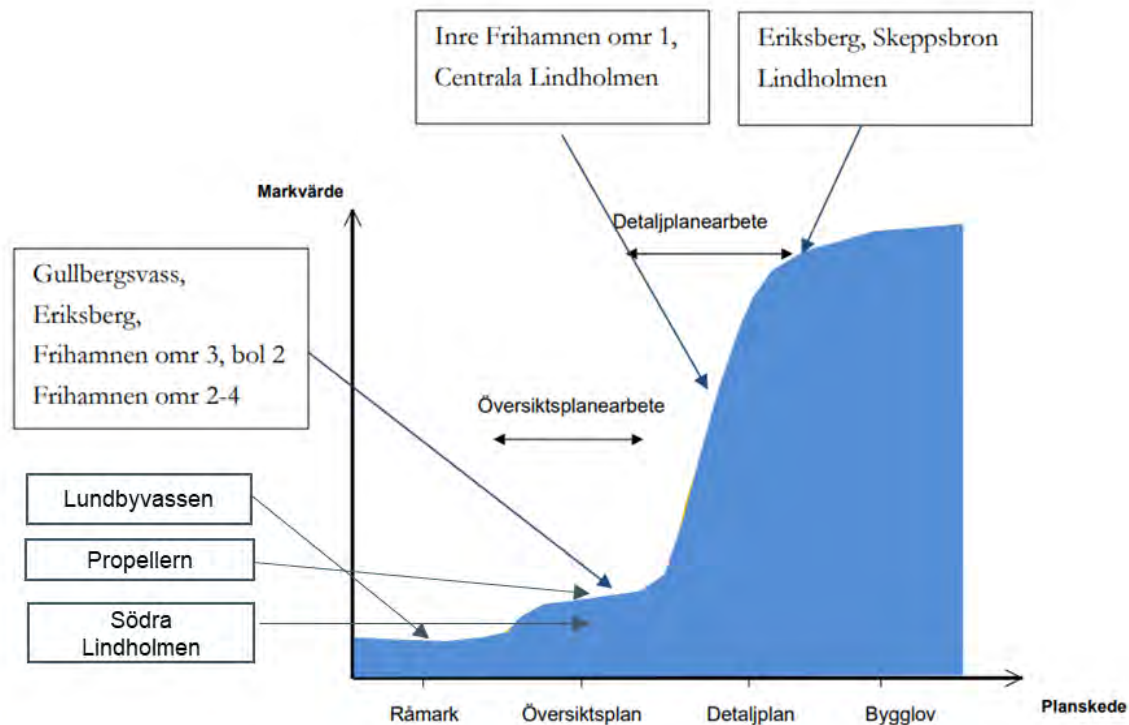 Inre Frihamnen omr 1,
Centrala Lindholmen
Eriksberg, Skeppsbron
Lindholmen
Markvärde
Detaljplanearbete
Gullbergsvass,
Eriksberg,
Frihamnen omr 3, bol 2
Frihamnen omr 2-4
Översiktsplanearbete
Lundbyvassen
Propellern
Södra
Lindholmen
Råmark
Översiktsplan
Detaljplan
Bygglov
Planskede